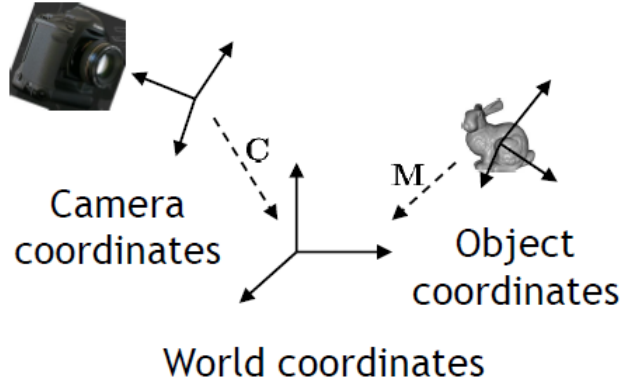 C
M
Camera
coordinates
Object
coordinates
World coordinates